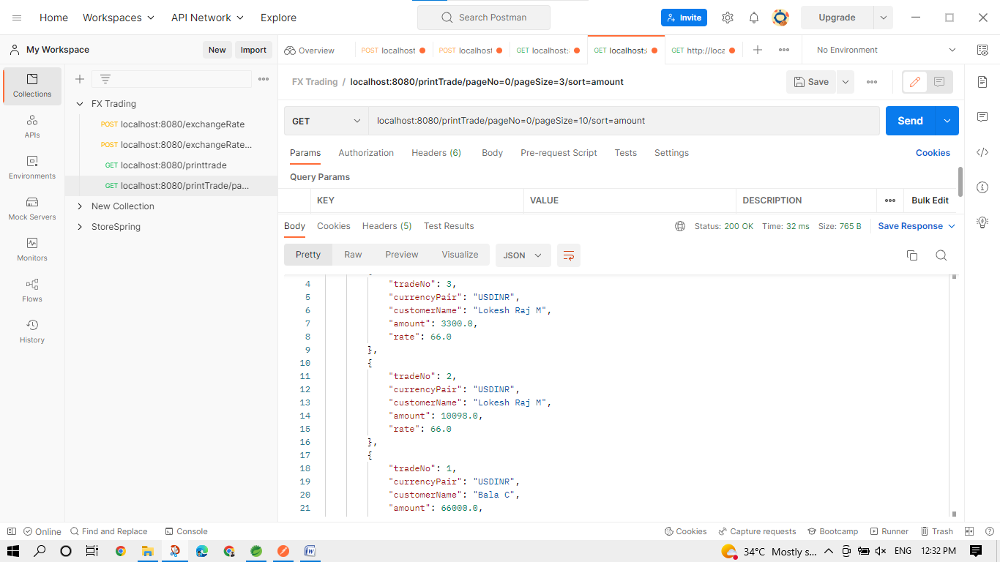 Home Workspaces API Network Explore Search Postman Invite Upgrade
My Workspace New Import Overview POST localhost POST localhost GET localhost: GET localhost:8 GET http://loca No Environment
Collections
APIs
Environments
Mock Servers
Monitors
Flows
History
FX Trading
POST localhost:8080/exchangeRate
POST localhost:8080/exchangeRate...
GET localhost:8080/printtrade
GET localhost:8080/printTrade/pa...
New Collection
StoreSpring
FX Trading / localhost:8080/printTrade/pageNo=0/pageSize=3/sort=amount Save
GET localhost:8080/printTrade/pageNo=0/pageSize=10/sort=amount Send
Params Authorization Headers (6) Body Pre-request Script Tests Settings Cookies
Query Params
KEY VALUE DESCRIPTION Bulk Edit
Body Cookies Headers (5) Test Results Status: 200 OK Time: 32 ms Size: 765 B Save Response
Pretty Raw Preview Visualize JSON
4 "tradeNo": 3,
5 "currencyPair": "USDINR",
6 "customerName": "Lokesh Raj M",
7 "amount": 3300.0,
8 "rate": 66.0
9 },
10 {
11 "tradeNo": 2,
12 "currencyPair": "USDINR",
13 "customerName": "Lokesh Raj M",
14 "amount": 10098.0,
15 "rate": 66.0
16 },
17 {
18 "tradeNo": 1,
19 "currencyPair": "USDINR",
20 "customerName": "Bala C",
21 "amount": 66000.0,
Online Find and Replace Console Cookies Capture requests Bootcamp Runner Trash
34°C Mostly s... ENG 12:32 PM